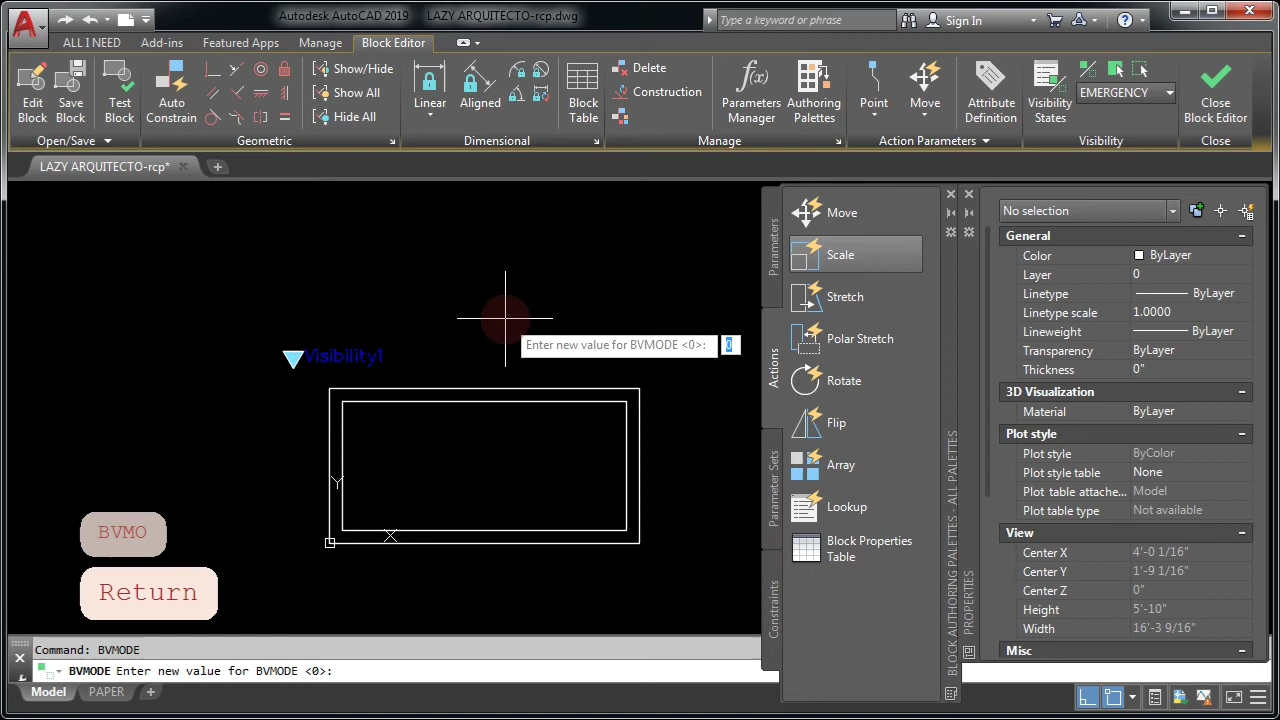 Autodesk AutoCAD 2019 LAZY ARQUITECTO-rcp.dwg
Type a keyword or phrase
Sign In
ALL I NEED
Add-ins
Featured Apps
Manage
Block Editor
Edit Block
Save Block
Test Block
Auto Constrain
Show/Hide
Show All
Hide All
Linear
Aligned
Block Table
Delete
Construction
Parameters Manager
Authoring Palettes
Point
Move
Attribute Definition
Visibility States
EMERGENCY
Close Block Editor
Open/Save
Geometric
Dimensional
Manage
Action Parameters
Visibility
Close
LAZY ARQUITECTO-rcp*
Visibility1
Enter new value for BVMODE <0>: 0
Y
X
BVMO
Return
Parameters
Actions
Parameter Sets
Constraints
Move
Scale
Stretch
Polar Stretch
Rotate
Flip
Array
Lookup
Block Properties
Table
BLOCK AUTHORING PALETTES - ALL PALETTES
PROPERTIES
No selection
General
Color ByLayer
Layer 0
Linetype ByLayer
Linetype scale 1.0000
Lineweight ByLayer
Transparency ByLayer
Thickness 0"
3D Visualization
Material ByLayer
Plot style
Plot style ByColor
Plot style table None
Plot table attache... Model
Plot table type Not available
View
Center X 4'-0 1/16"
Center Y 1'-9 1/16"
Center Z 0"
Height 5'-10"
Width 16'-3 9/16"
Misc
Command: BVMODE
BVMODE Enter new value for BVMODE <0>:
Model
PAPER